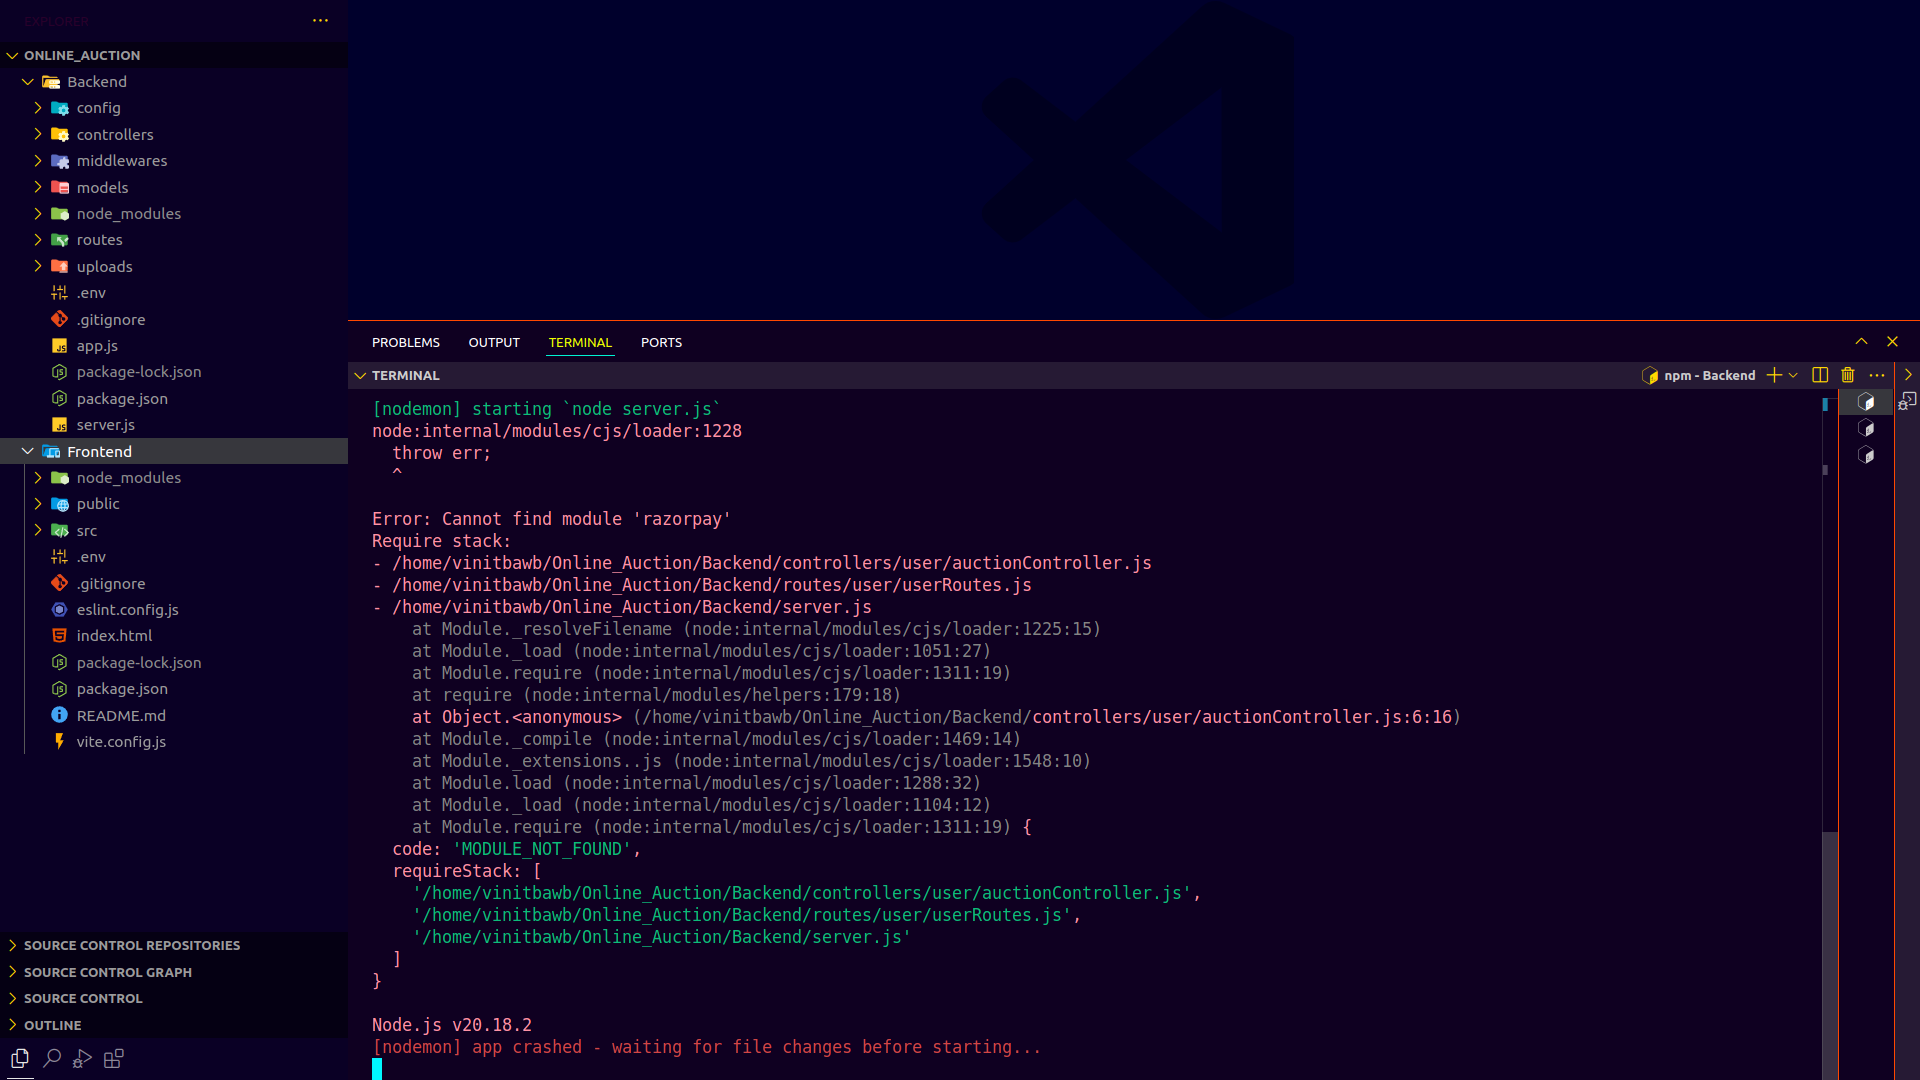 EXPLORER
ONLINE_AUCTION
Backend
config
controllers
middlewares
models
node_modules
routes
uploads
.env
.gitignore
app.js
package-lock.json
package.json
server.js
Frontend
node_modules
public
src
.env
.gitignore
eslint.config.js
index.html
package-lock.json
package.json
README.md
vite.config.js
SOURCE CONTROL REPOSITORIES
SOURCE CONTROL GRAPH
SOURCE CONTROL
OUTLINE
PROBLEMS OUTPUT TERMINAL PORTS
TERMINAL
npm - Backend
[nodemon] starting `node server.js`
node:internal/modules/cjs/loader:1228
  throw err;
  ^
Error: Cannot find module 'razorpay'
Require stack:
- /home/vinitbawb/Online_Auction/Backend/controllers/user/auctionController.js
- /home/vinitbawb/Online_Auction/Backend/routes/user/userRoutes.js
- /home/vinitbawb/Online_Auction/Backend/server.js
    at Module._resolveFilename (node:internal/modules/cjs/loader:1225:15)
    at Module._load (node:internal/modules/cjs/loader:1051:27)
    at Module.require (node:internal/modules/cjs/loader:1311:19)
    at require (node:internal/modules/helpers:179:18)
    at Object.<anonymous> (/home/vinitbawb/Online_Auction/Backend/controllers/user/auctionController.js:6:16)
    at Module._compile (node:internal/modules/cjs/loader:1469:14)
    at Module._extensions..js (node:internal/modules/cjs/loader:1548:10)
    at Module.load (node:internal/modules/cjs/loader:1288:32)
    at Module._load (node:internal/modules/cjs/loader:1104:12)
    at Module.require (node:internal/modules/cjs/loader:1311:19) {
  code: 'MODULE_NOT_FOUND',
  requireStack: [
    '/home/vinitbawb/Online_Auction/Backend/controllers/user/auctionController.js',
    '/home/vinitbawb/Online_Auction/Backend/routes/user/userRoutes.js',
    '/home/vinitbawb/Online_Auction/Backend/server.js'
  ]
}
Node.js v20.18.2
[nodemon] app crashed - waiting for file changes before starting...